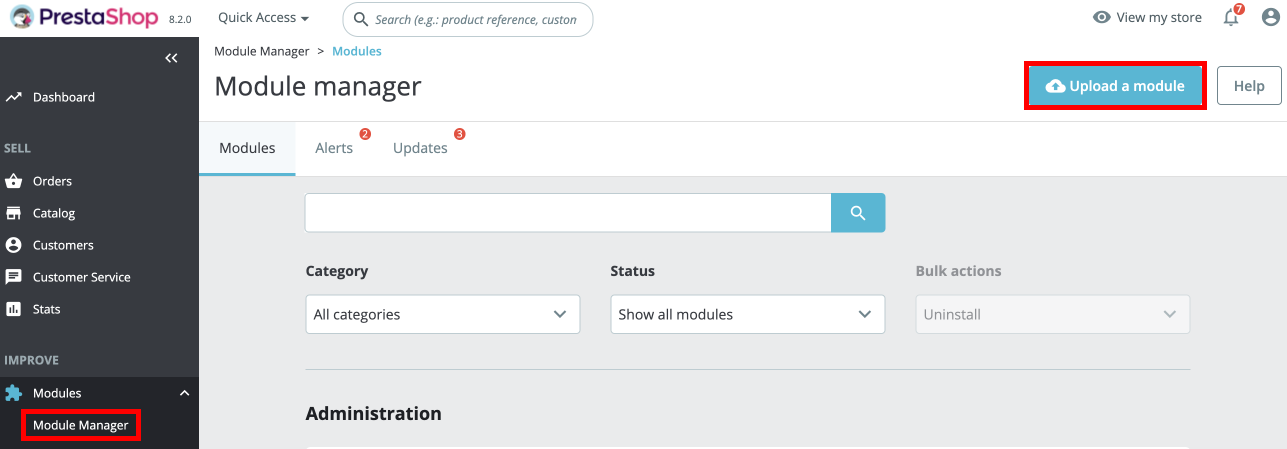 PrestaShop 8.2.0 Quick Access Search (e.g.: product reference, custon View my store 7
Module Manager > Modules
Module manager
Upload a module Help
Modules Alerts 2 Updates 3
Dashboard
SELL
Orders
Catalog
Customers
Customer Service
Stats
IMPROVE
Modules
Module Manager
Category Status Bulk actions
All categories Show all modules Uninstall
Administration